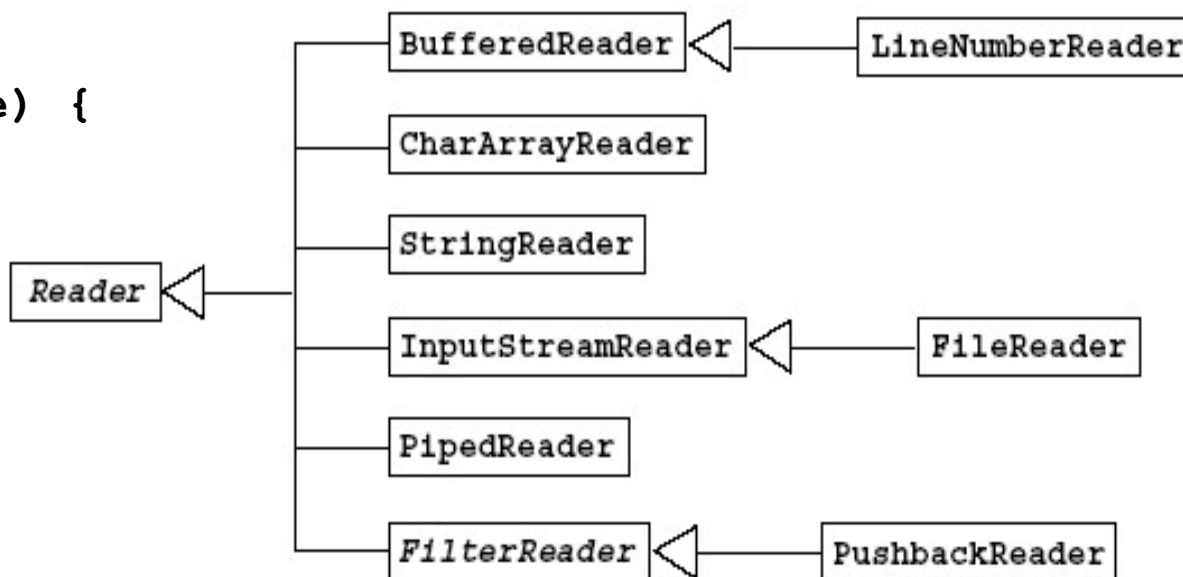 BufferedReader
LineNumberReader
e) {
CharArrayReader
StringReader
Reader
InputStreamReader
FileReader
PipedReader
FilterReader
PushbackReader